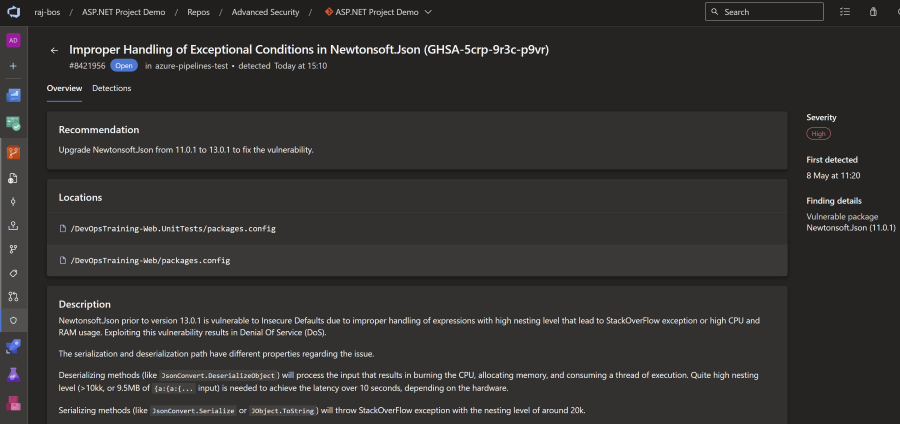 raj-bos / ASP.NET Project Demo / Repos / Advanced Security / ASP.NET Project Demo
Search
AD
Improper Handling of Exceptional Conditions in Newtonsoft.Json (GHSA-5crp-9r3c-p9vr)
#8421956 Open in azure-pipelines-test • detected Today at 15:10
Overview Detections
Recommendation
Upgrade Newtonsoft.Json from 11.0.1 to 13.0.1 to fix the vulnerability.
Locations
/DevOpsTraining-Web.UnitTests/packages.config
/DevOpsTraining-Web/packages.config
Description
Newtonsoft.Json prior to version 13.0.1 is vulnerable to Insecure Defaults due to improper handling of expressions with high nesting level that lead to StackOverFlow exception or high CPU and
RAM usage. Exploiting this vulnerability results in Denial Of Service (DoS).
The serialization and deserialization path have different properties regarding the issue.
Deserializing methods (like JsonConvert.DeserializeObject) will process the input that results in burning the CPU, allocating memory, and consuming a thread of execution. Quite high nesting
level (>10kk, or 9.5MB of {a:{a:{... input) is needed to achieve the latency over 10 seconds, depending on the hardware.
Serializing methods (like JsonConvert.Serialize or JObject.ToString) will throw StackOverFlow exception with the nesting level of around 20k.
Severity
High
First detected
8 May at 11:20
Finding details
Vulnerable package
Newtonsoft.Json (11.0.1)